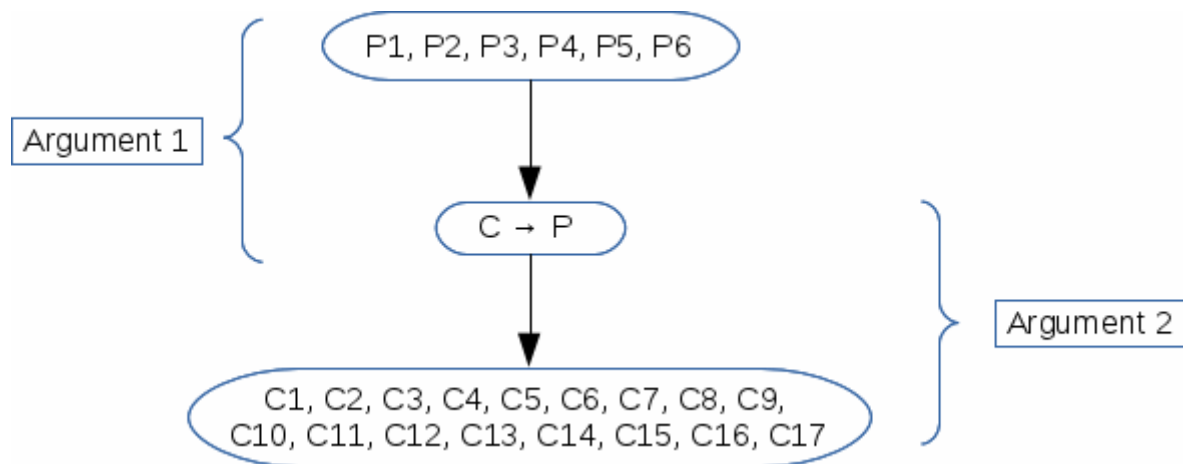 P1, P2, P3, P4, P5, P6
Argument 1
C → P
Argument 2
C1, C2, C3, C4, C5, C6, C7, C8, C9,
C10, C11, C12, C13, C14, C15, C16, C17